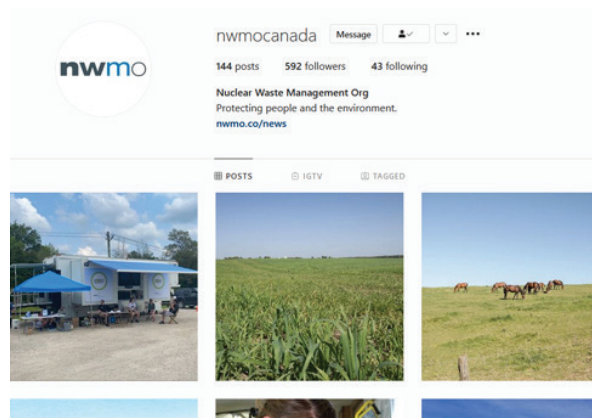 nwmo
nwmocanada Message
144 posts 592 followers 43 following
Nuclear Waste Management Org
Protecting people and the environment.
nwmo.co/news
POSTS IGTV TAGGED